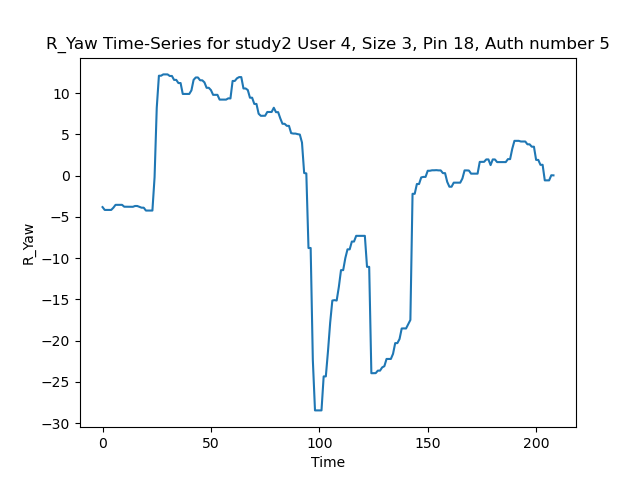 R_Yaw Time-Series for study2 User 4, Size 3, Pin 18, Auth number 5
R_Yaw
10
5
0
−5
−10
−15
−20
−25
−30
0 50 100 150 200
Time